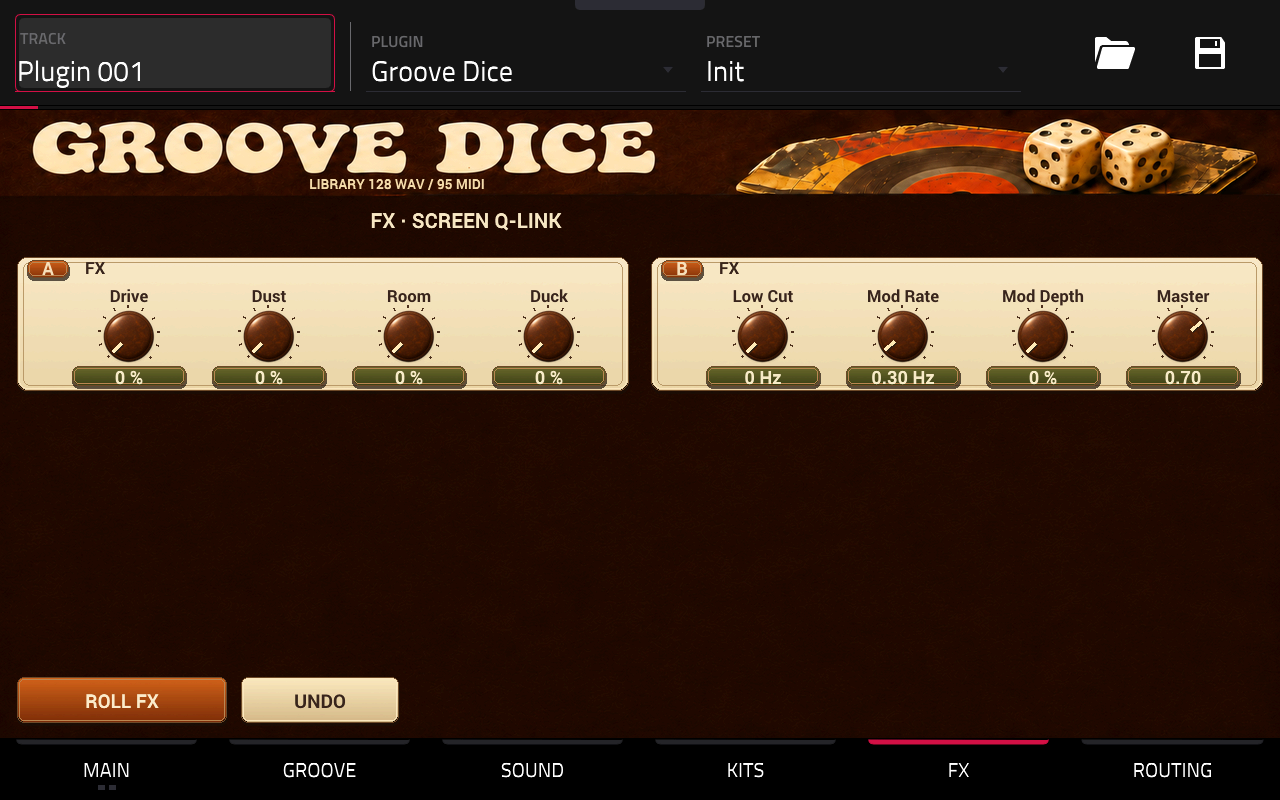 TRACK
Plugin 001
PLUGIN
Groove Dice
PRESET
Init
GROOVE DICE
LIBRARY 128 WAV / 95 MIDI
FX · SCREEN Q-LINK
A FX
Drive Dust Room Duck
0 % 0 % 0 % 0 %
B FX
Low Cut Mod Rate Mod Depth Master
0 Hz 0.30 Hz 0 % 0.70
ROLL FX UNDO
MAIN GROOVE SOUND KITS FX ROUTING